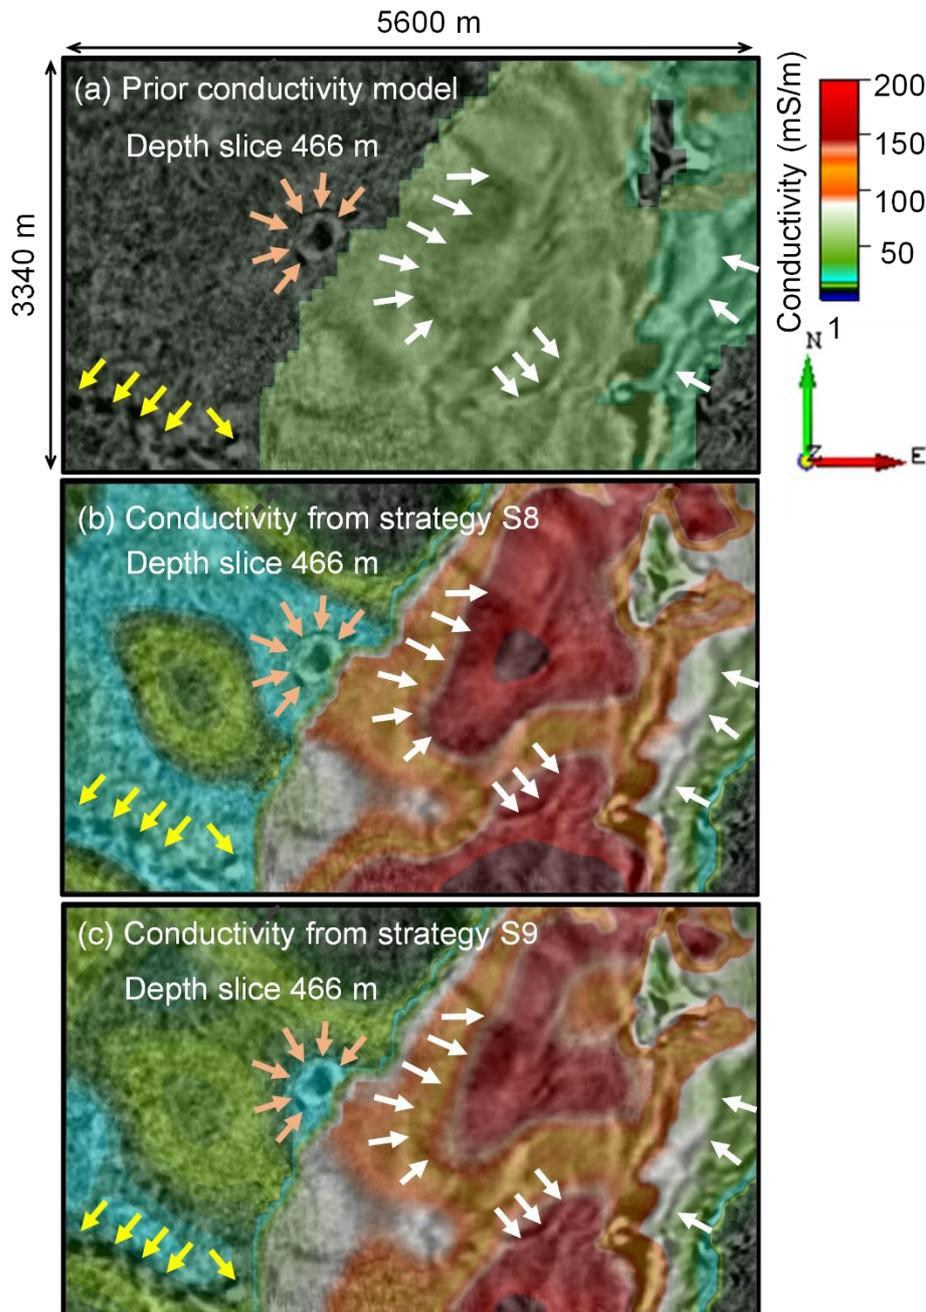 5600 m
3340 m
(a) Prior conductivity model
Depth slice 466 m
Conductivity (mS/m)
200
150
100
50
1
N
Z
E
(b) Conductivity from strategy S8
Depth slice 466 m
(c) Conductivity from strategy S9
Depth slice 466 m